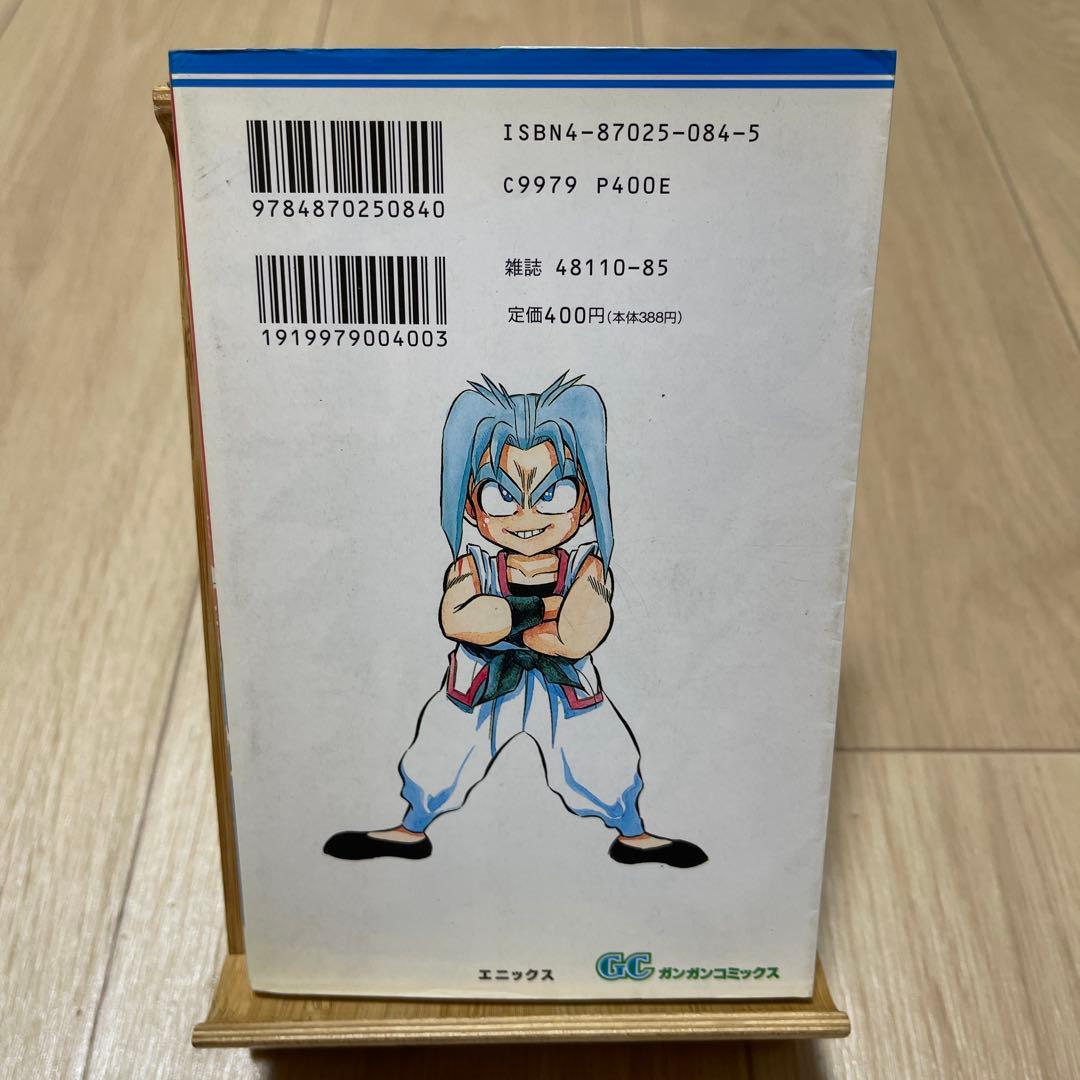 ISBN4-87025-084-5
C9979 P400E
9784870250840
雑誌 48110-85
定価400円(本体388円)
1919979004003
エニックス
GC ガンガンコミックス